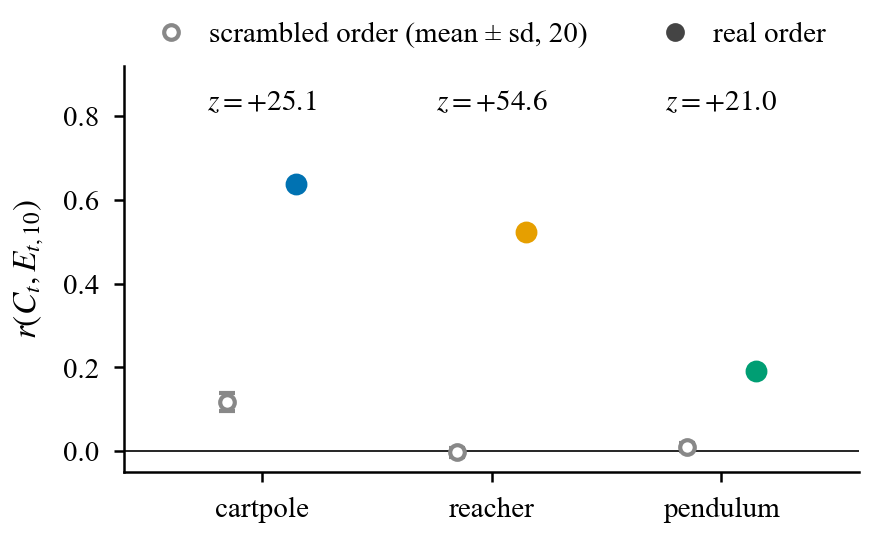 scrambled order (mean ± sd, 20) real order
z = +25.1 z = +54.6 z = +21.0
0.8
0.6
0.4
0.2
0.0
r(C_t, E_{t,10})
cartpole reacher pendulum